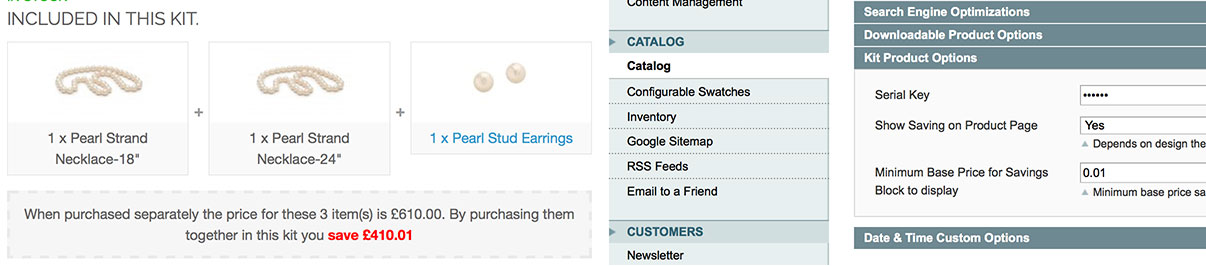 INCLUDED IN THIS KIT.
1 x Pearl Strand
Necklace-18"
+
1 x Pearl Strand
Necklace-24"
+
1 x Pearl Stud Earrings
When purchased separately the price for these 3 item(s) is £610.00. By purchasing them
together in this kit you save £410.01
Content Management
CATALOG
Catalog
Configurable Swatches
Inventory
Google Sitemap
RSS Feeds
Email to a Friend
CUSTOMERS
Newsletter
Search Engine Optimizations
Downloadable Product Options
Kit Product Options
Serial Key
••••••
Show Saving on Product Page
Yes
Depends on design the
Minimum Base Price for Savings
Block to display
0.01
Minimum base price sa
Date & Time Custom Options